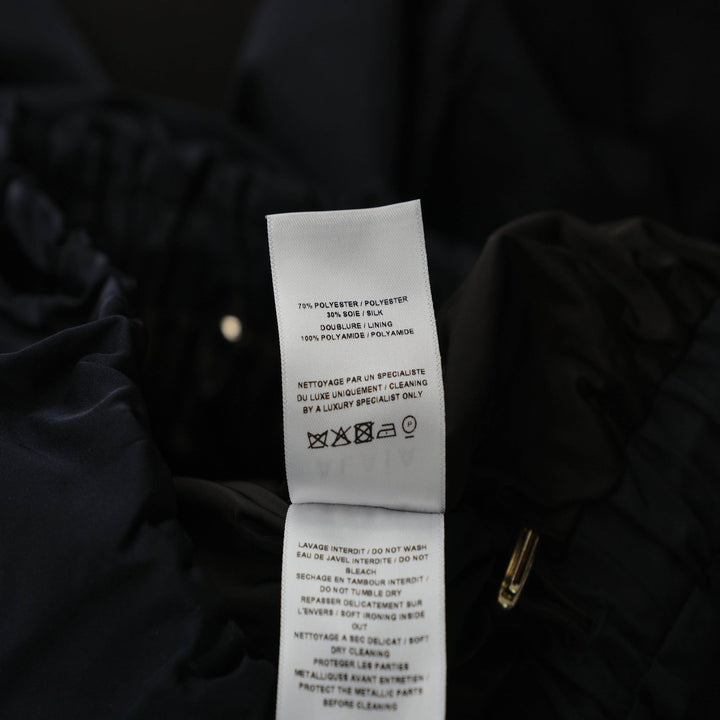 70% POLYESTER / POLYESTER
30% SOIE / SILK
DOUBLURE / LINING
100% POLYAMIDE / POLYAMIDE
NETTOYAGE PAR UN SPECIALISTE
DU LUXE UNIQUEMENT / CLEANING
BY A LUXURY SPECIALIST ONLY
P
ALAIA
LAVAGE INTERDIT / DO NOT WASH
EAU DE JAVEL INTERDITE / DO NOT
BLEACH
SECHAGE EN TAMBOUR INTERDIT /
DO NOT TUMBLE DRY
REPASSER DELICATEMENT SUR
L'ENVERS / SOFT IRONING INSIDE
OUT
NETTOYAGE A SEC DELICAT / SOFT
DRY CLEANING
PROTEGER LES PARTIES
METALLIQUES AVANT ENTRETIEN /
PROTECT THE METALLIC PARTS
BEFORE CLEANING